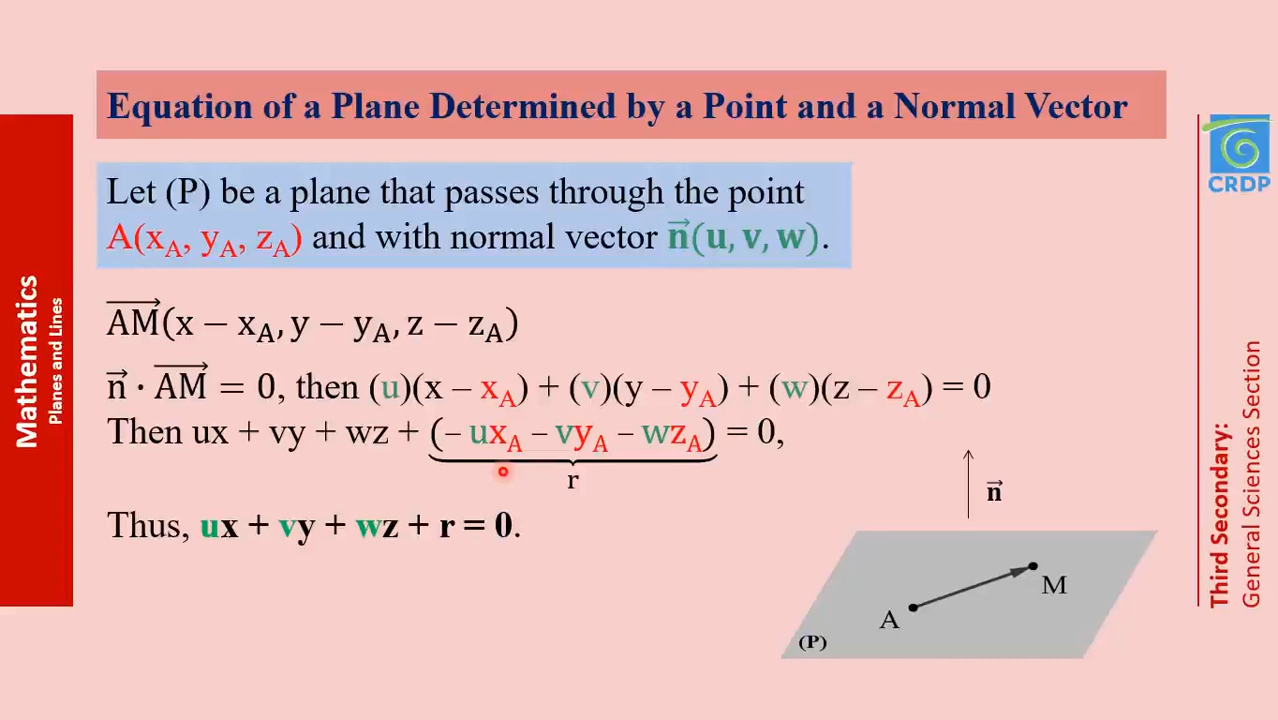 Equation of a Plane Determined by a Point and a Normal Vector
Let (P) be a plane that passes through the point
A(x_A, y_A, z_A) and with normal vector n⃗(u, v, w).
AM⃗(x − x_A, y − y_A, z − z_A)
n⃗ · AM⃗ = 0, then (u)(x – x_A) + (v)(y – y_A) + (w)(z – z_A) = 0
Then ux + vy + wz + (– ux_A – vy_A – wz_A) = 0,
r
Thus, ux + vy + wz + r = 0.
n⃗
M
A
(P)
Mathematics
Planes and Lines
CRDP
Third Secondary:
General Sciences Section